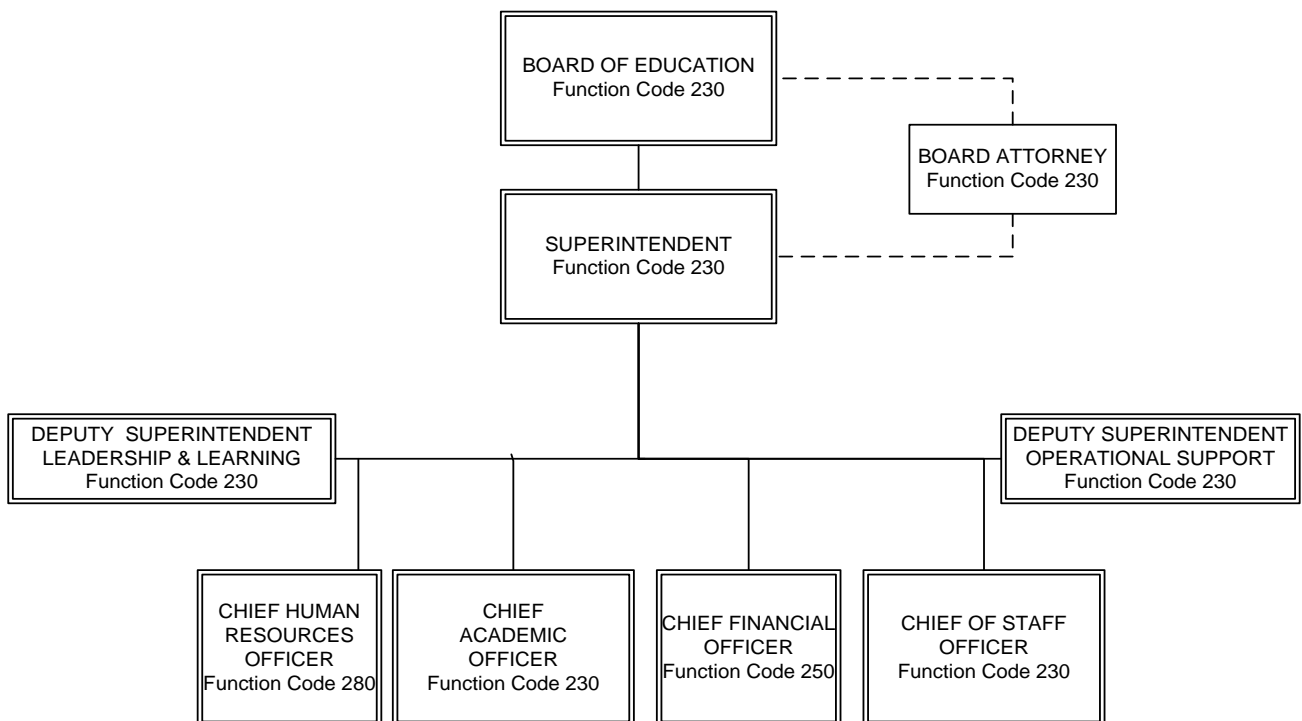 BOARD OF EDUCATION
Function Code 230
BOARD ATTORNEY
Function Code 230
SUPERINTENDENT
Function Code 230
DEPUTY  SUPERINTENDENT
LEADERSHIP & LEARNING
Function Code 230
DEPUTY SUPERINTENDENT
OPERATIONAL SUPPORT
Function Code 230
CHIEF HUMAN
RESOURCES
OFFICER
Function Code 280
CHIEF
ACADEMIC
OFFICER
Function Code 230
CHIEF FINANCIAL
OFFICER
Function Code 250
CHIEF OF STAFF
OFFICER
Function Code 230